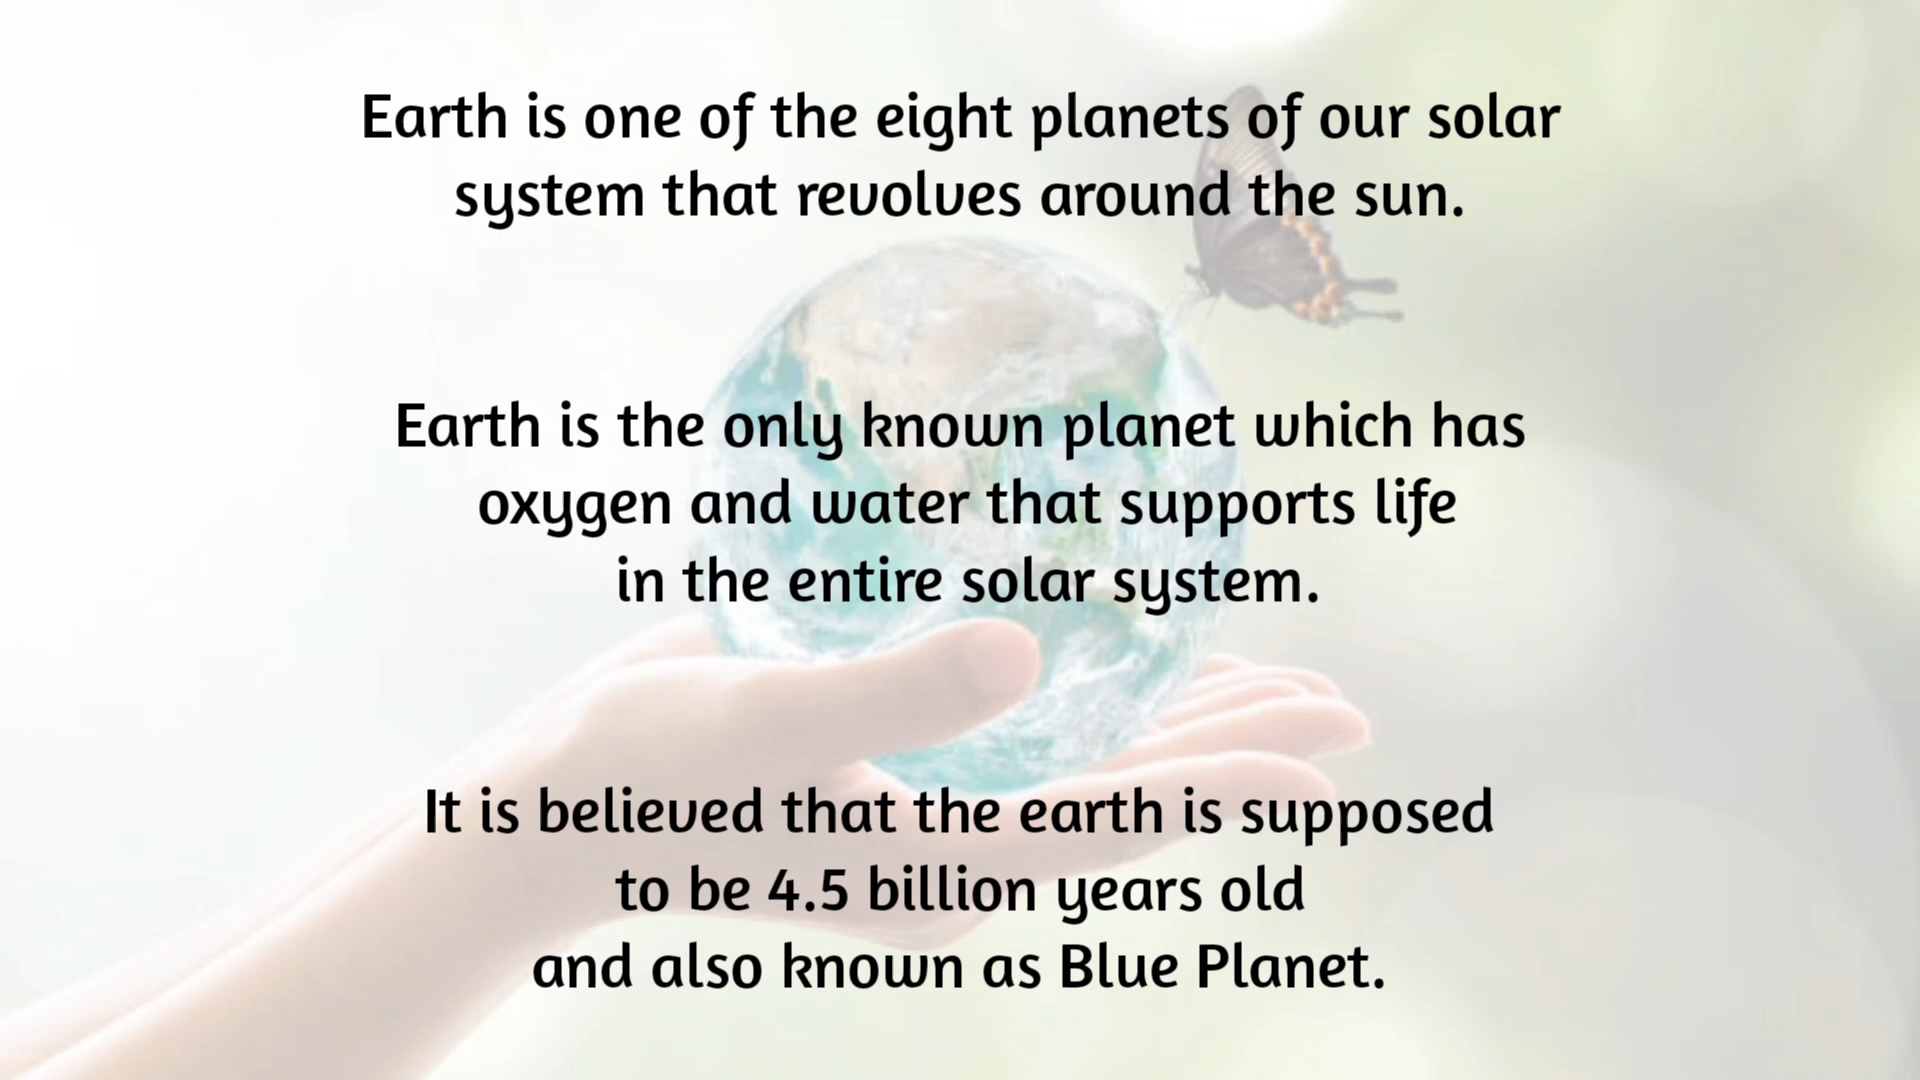 Earth is one of the eight planets of our solar
system that revolves around the sun.
Earth is the only known planet which has
oxygen and water that supports life
in the entire solar system.
It is believed that the earth is supposed
to be 4.5 billion years old
and also known as Blue Planet.